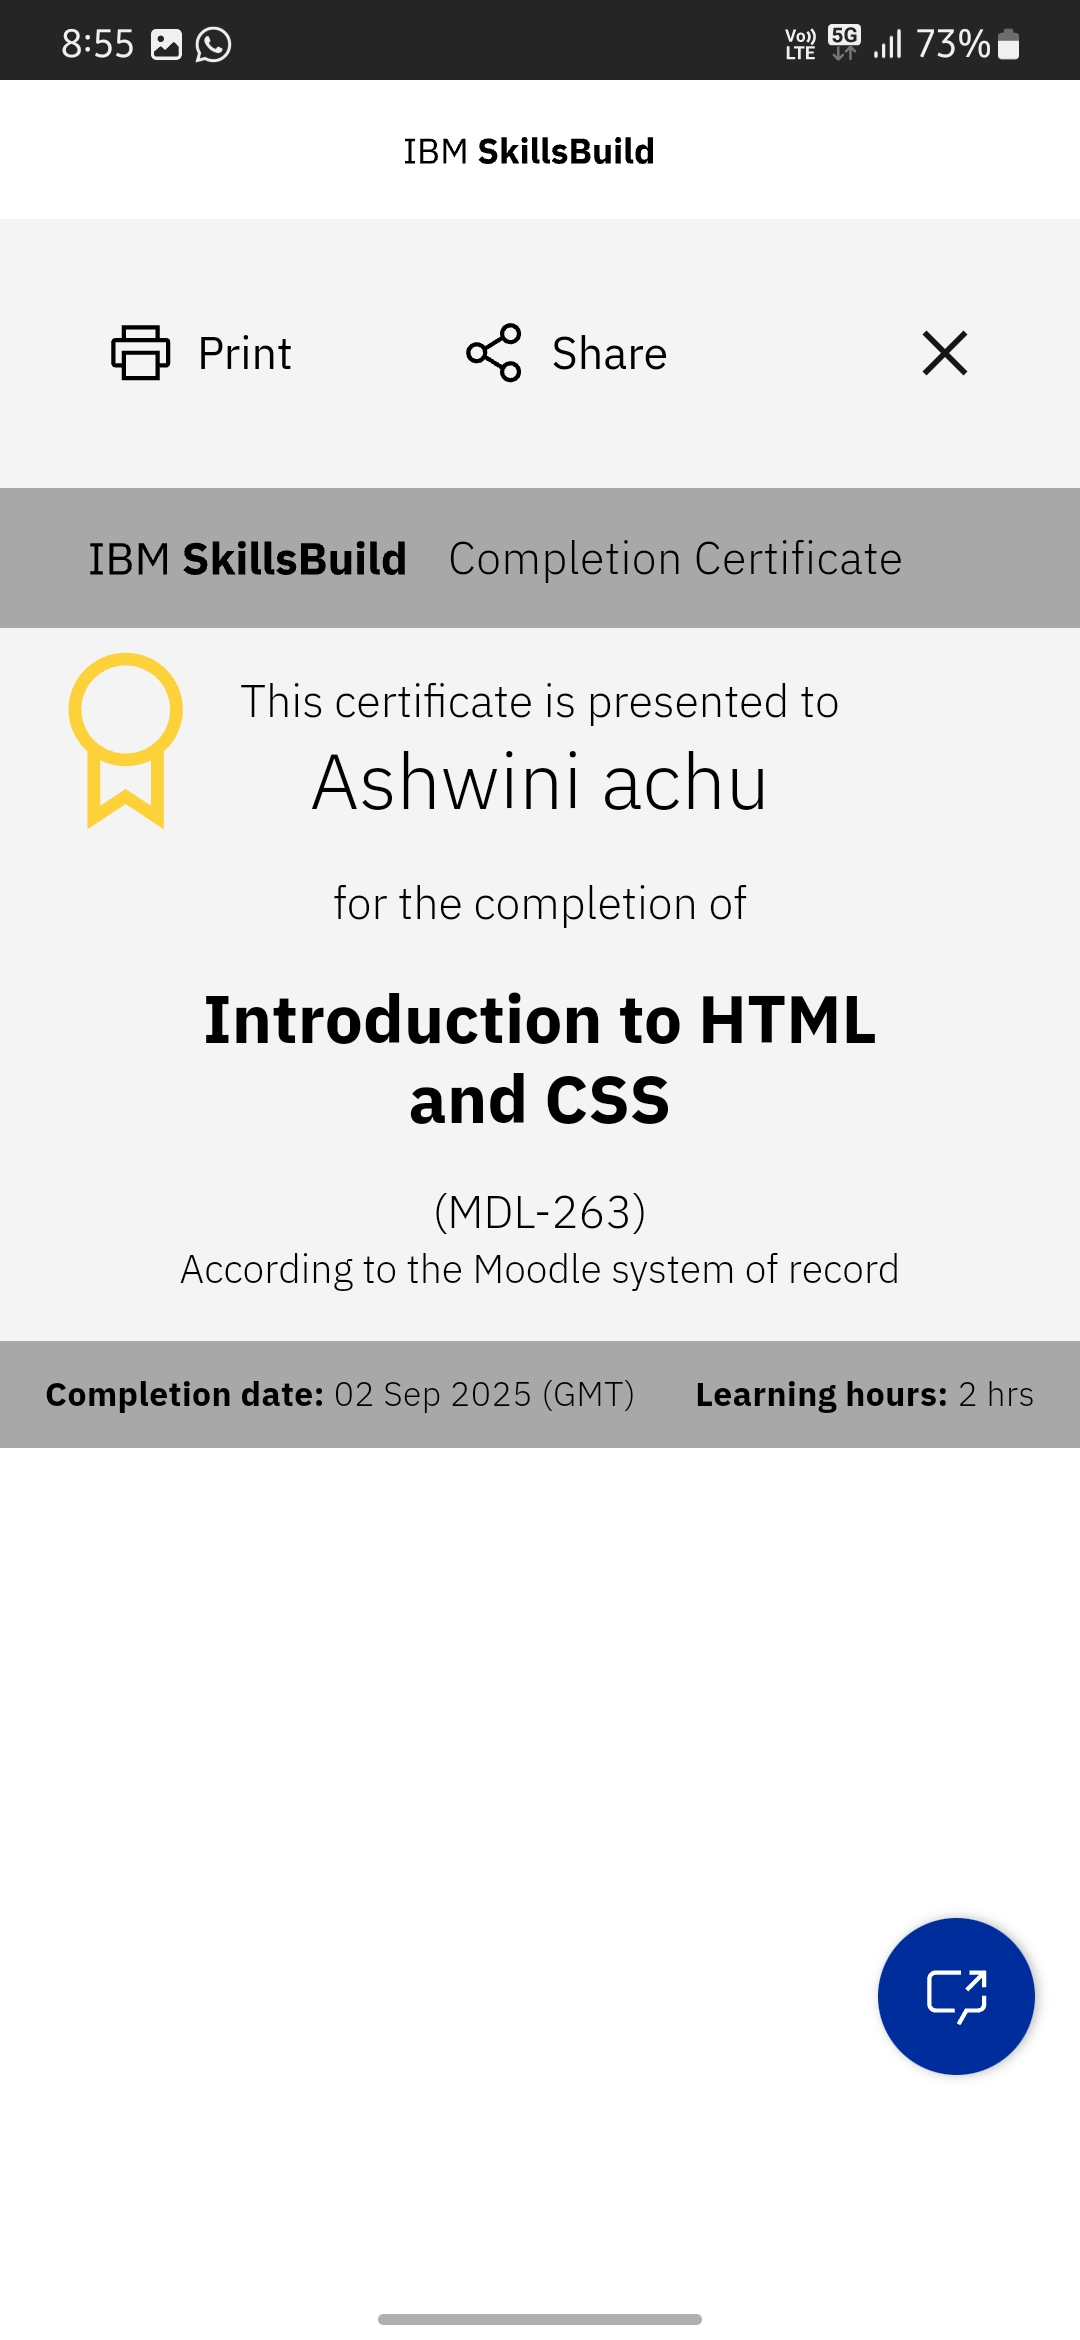 8:55 Vo)) LTE 5G 73%
IBM SkillsBuild
Print Share
IBM SkillsBuild Completion Certificate
This certificate is presented to
Ashwini achu
for the completion of
Introduction to HTML
and CSS
(MDL-263)
According to the Moodle system of record
Completion date: 02 Sep 2025 (GMT) Learning hours: 2 hrs